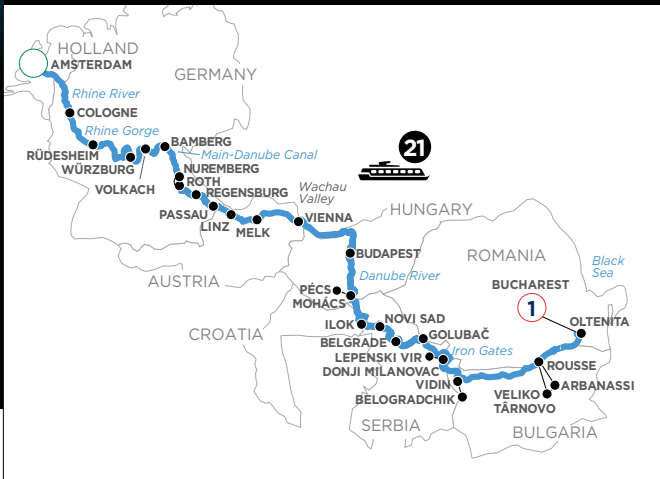 HOLLAND
AMSTERDAM
GERMANY
Rhine River
COLOGNE
Rhine Gorge
RÜDESHEIM
WÜRZBURG
VOLKACH
BAMBERG
Main-Danube Canal
NUREMBERG
ROTH
REGENSBURG
PASSAU
LINZ
MELK
Wachau
Valley
VIENNA
21
HUNGARY
BUDAPEST
AUSTRIA
Danube River
ROMANIA
Black
Sea
BUCHAREST
1
OLTENITA
PÉCS
MOHÁCS
CROATIA
ILOK
NOVI SAD
BELGRADE
GOLUBAČ
LEPENSKI VIR
Iron Gates
DONJI MILANOVAC
VIDIN
BELOGRADCHIK
ROUSSE
ARBANASSI
VELIKO
TÂRNOVO
SERBIA
BULGARIA